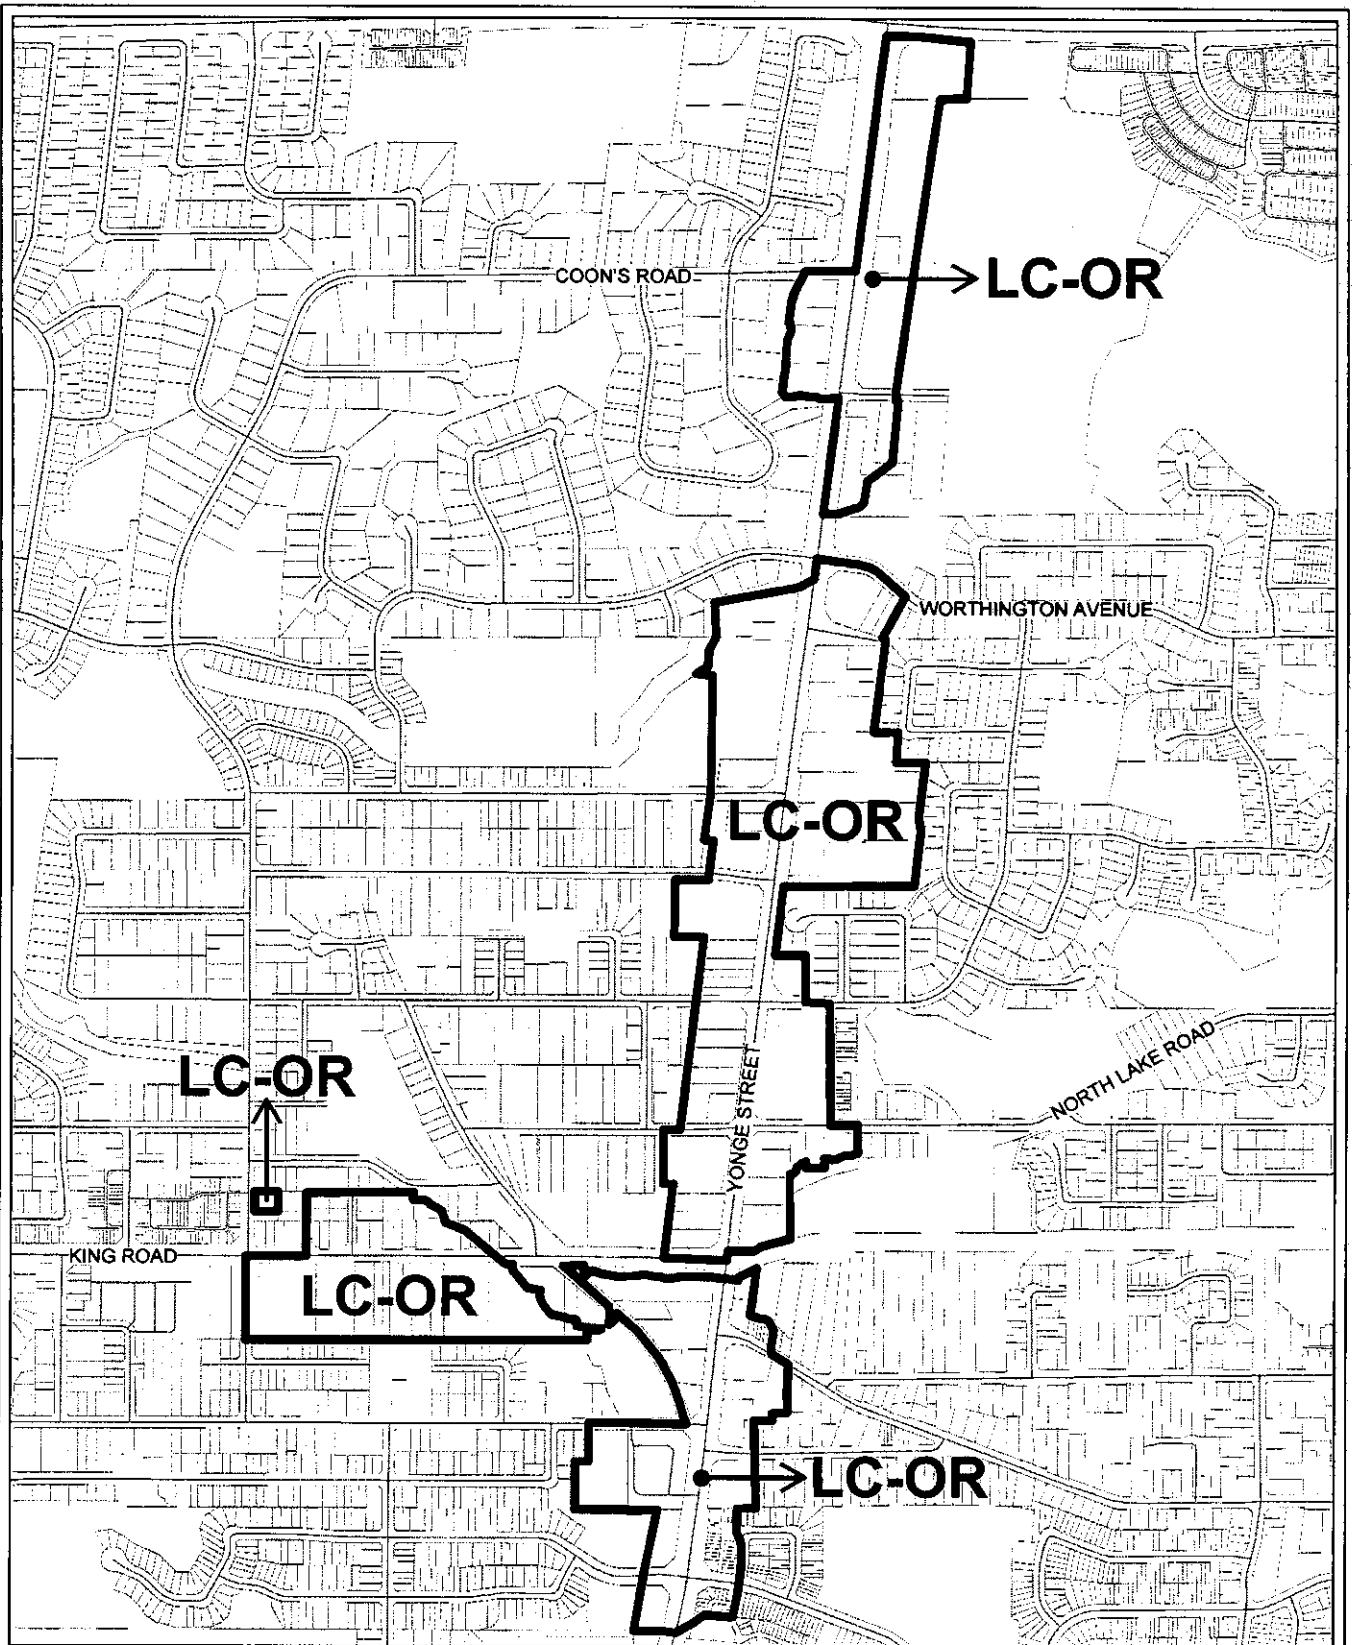 COON'S ROAD
LC-OR
WORTHINGTON AVENUE
LC-OR
NORTH LAKE ROAD
LC-OR
YONGE STREET
KING ROAD
LC-OR
LC-OR